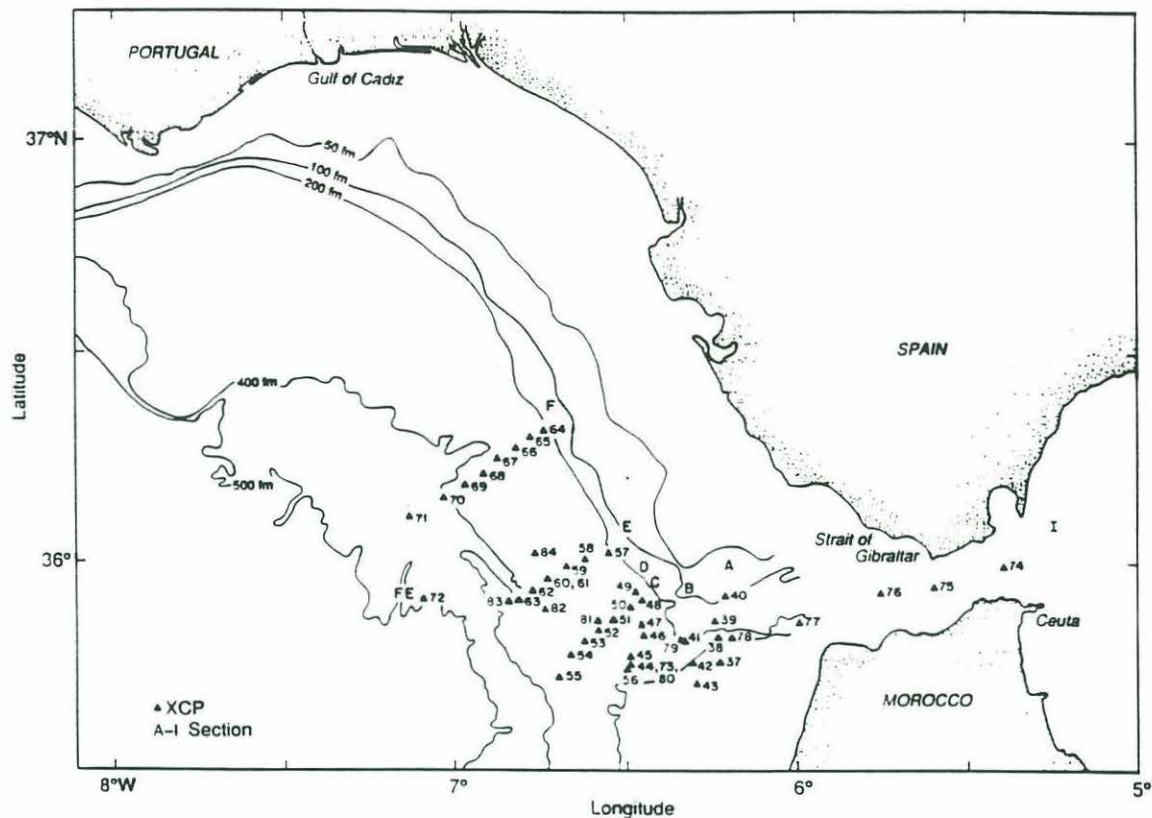 PORTUGAL
Gulf of Cadiz
37°N
50 fm
100 fm
200 fm
SPAIN
Latitude
400 fm
F
64
65
66
67
68
69
500 fm
70
71
E
Strait of
Gibraltar
I
36°
84
58
57
59
D
A
74
60, 61
C
B
76
75
FE
72
62
49
40
83
63
82
50
48
81
51
47
39
77
Ceuta
52
46
79
41
38
78
53
54
45
44, 73,
42
37
55
56
80
43
MOROCCO
XCP
A-I Section
8°W
7°
6°
5°
Longitude